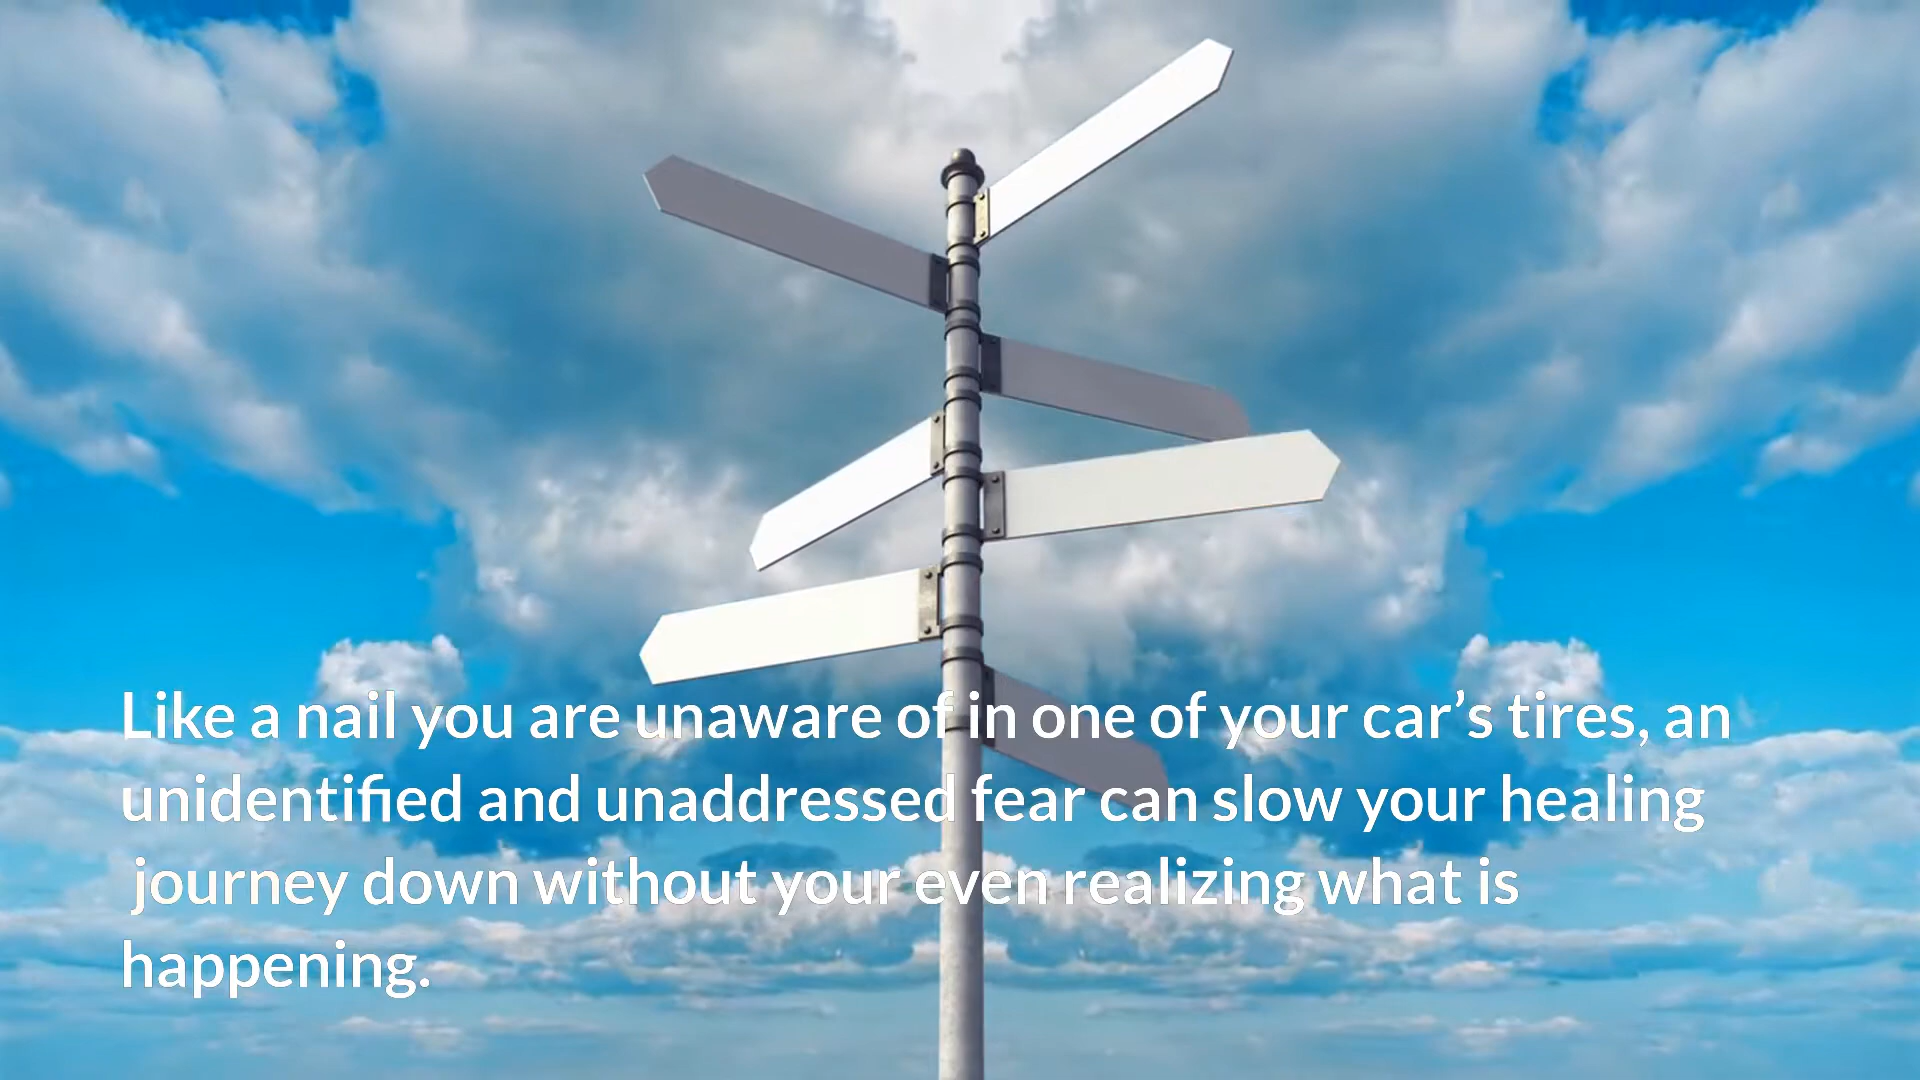 Like a nail you are unaware of in one of your car’s tires, an
unidentified and unaddressed fear can slow your healing
journey down without your even realizing what is
happening.